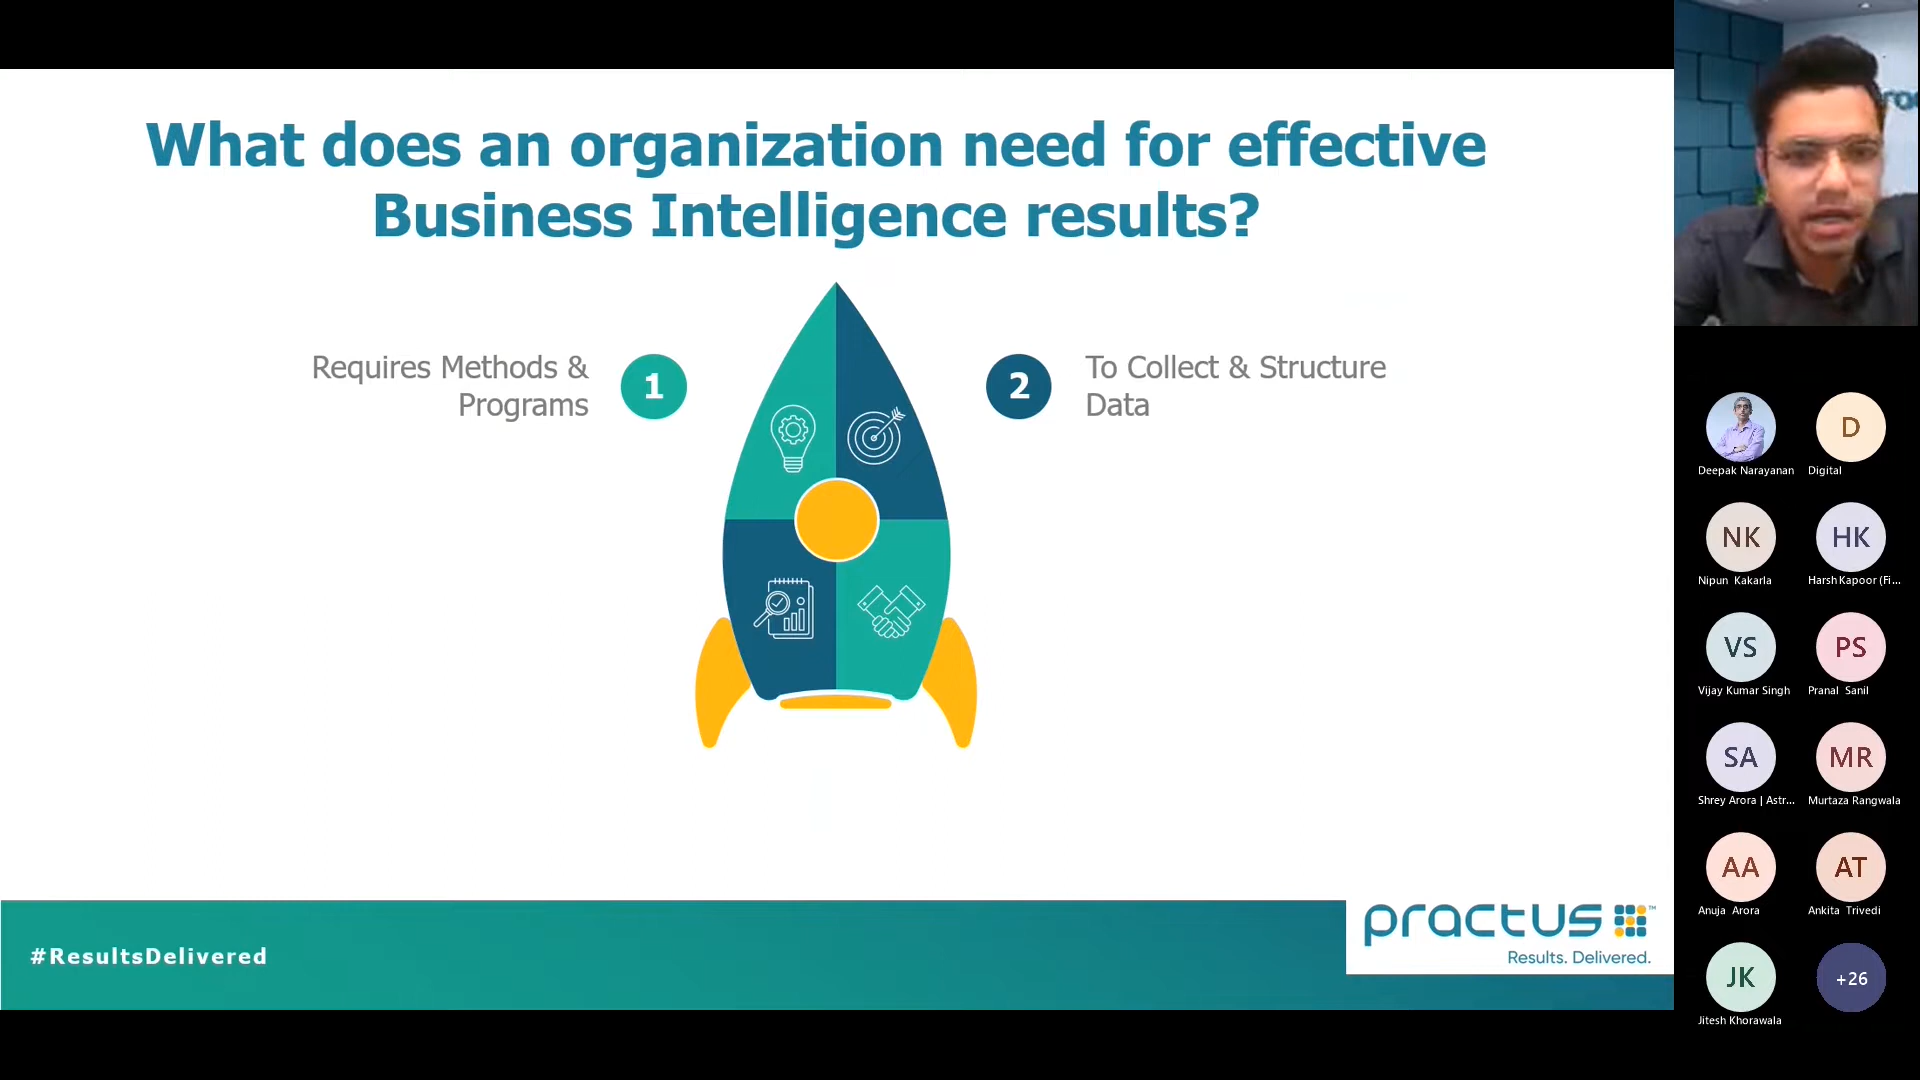 What does an organization need for effective
Business Intelligence results?
Requires Methods &
Programs
1
2
To Collect & Structure
Data
#ResultsDelivered
practus
™
Results. Delivered.
Deepak Narayanan
D
Digital
NK
Nipun Kakarla
HK
Harsh Kapoor (Fi...
VS
Vijay Kumar Singh
PS
Pranal Sanil
SA
Shrey Arora | Astr...
MR
Murtaza Rangwala
AA
Anuja Arora
AT
Ankita Trivedi
JK
Jitesh Khorawala
+26